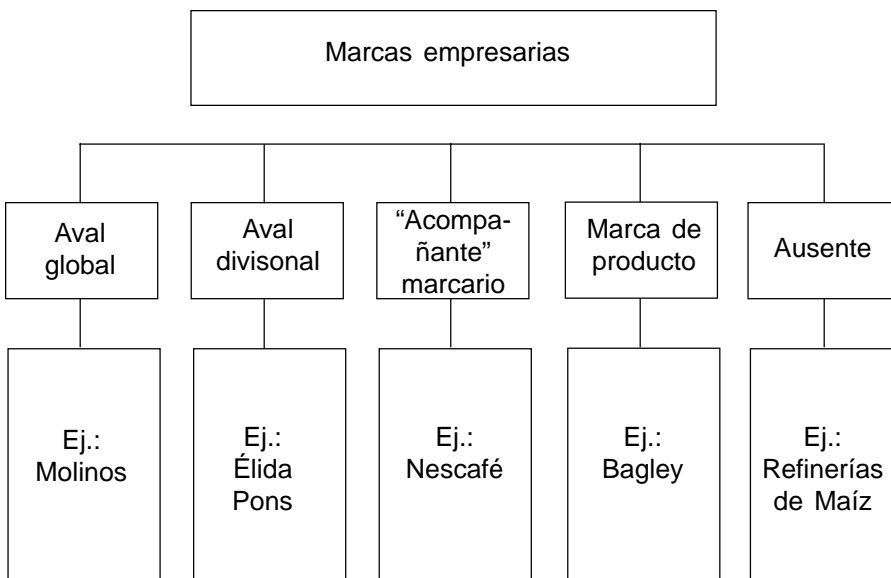 Marcas empresarias
Aval
global
Aval
divisonal
“Acompa-
ñante”
marcario
Marca de
producto
Ausente
Ej.:
Molinos
Ej.:
Élida
Pons
Ej.:
Nescafé
Ej.:
Bagley
Ej.:
Refinerías
de Maíz